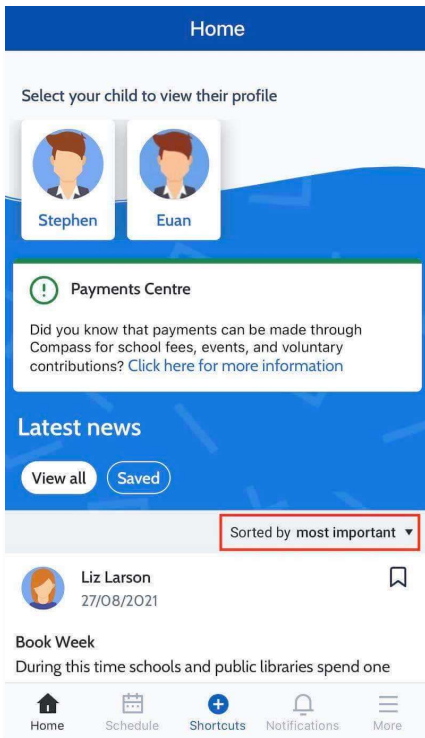 Home
Select your child to view their profile
Stephen
Euan
Payments Centre
Did you know that payments can be made through
Compass for school fees, events, and voluntary
contributions? Click here for more information
Latest news
View all
Saved
Sorted by most important
Liz Larson
27/08/2021
Book Week
During this time schools and public libraries spend one
Home
Schedule
Shortcuts
Notifications
More